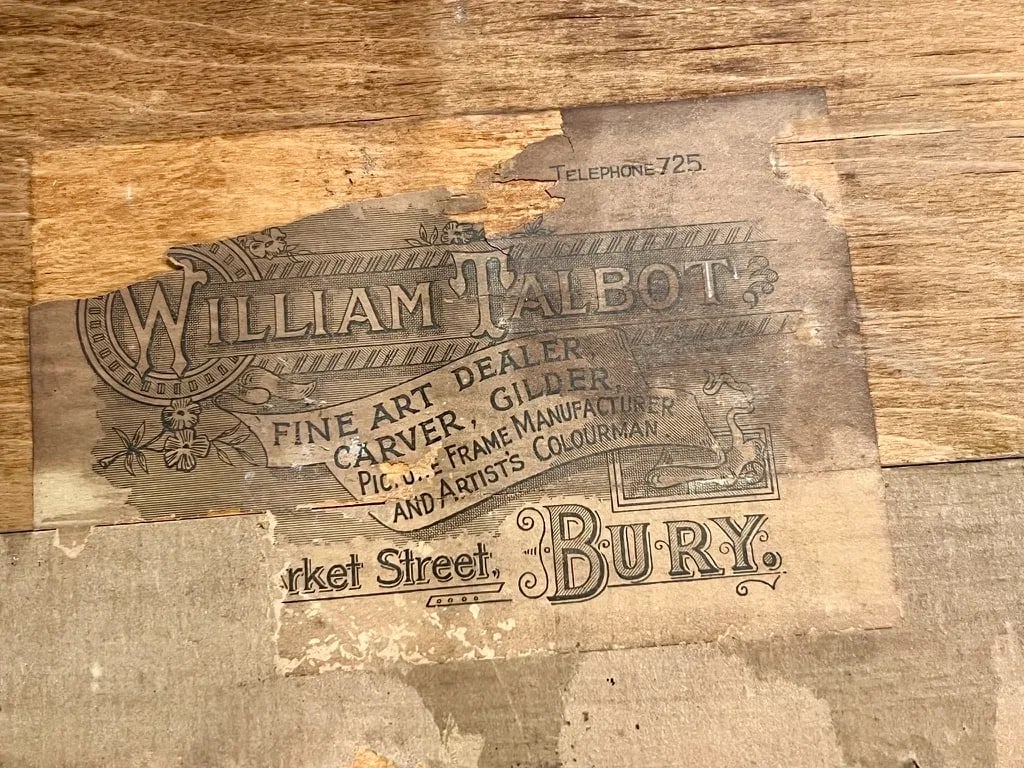 TELEPHONE 725.
WILLIAM TALBOT.
FINE ART DEALER,
CARVER, GILDER,
FRAME MANUFACTURER
AND ARTIST'S COLOURMAN
rket Street, BURY.